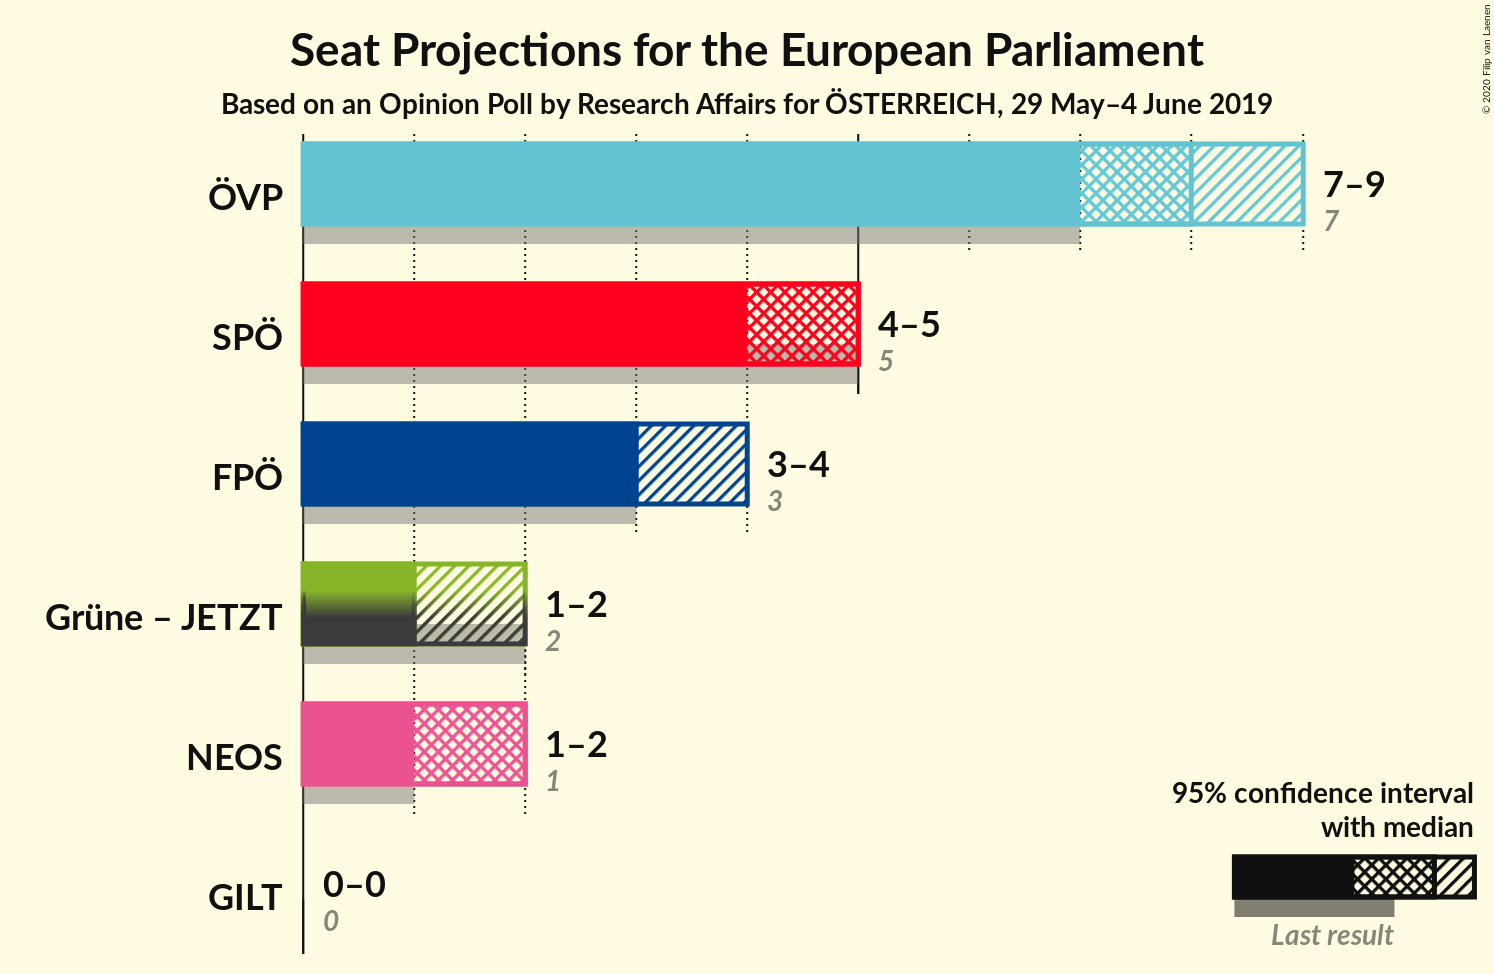 Seat Projections for the European Parliament
Based on an Opinion Poll by Research Affairs for ÖSTERREICH, 29 May–4 June 2019
© 2020 Filip van Laenen
ÖVP
7–9
7
SPÖ
4–5
5
FPÖ
3–4
3
Grüne – JETZT
1–2
2
NEOS
1–2
1
GILT
0–0
0
95% confidence interval
with median
Last result